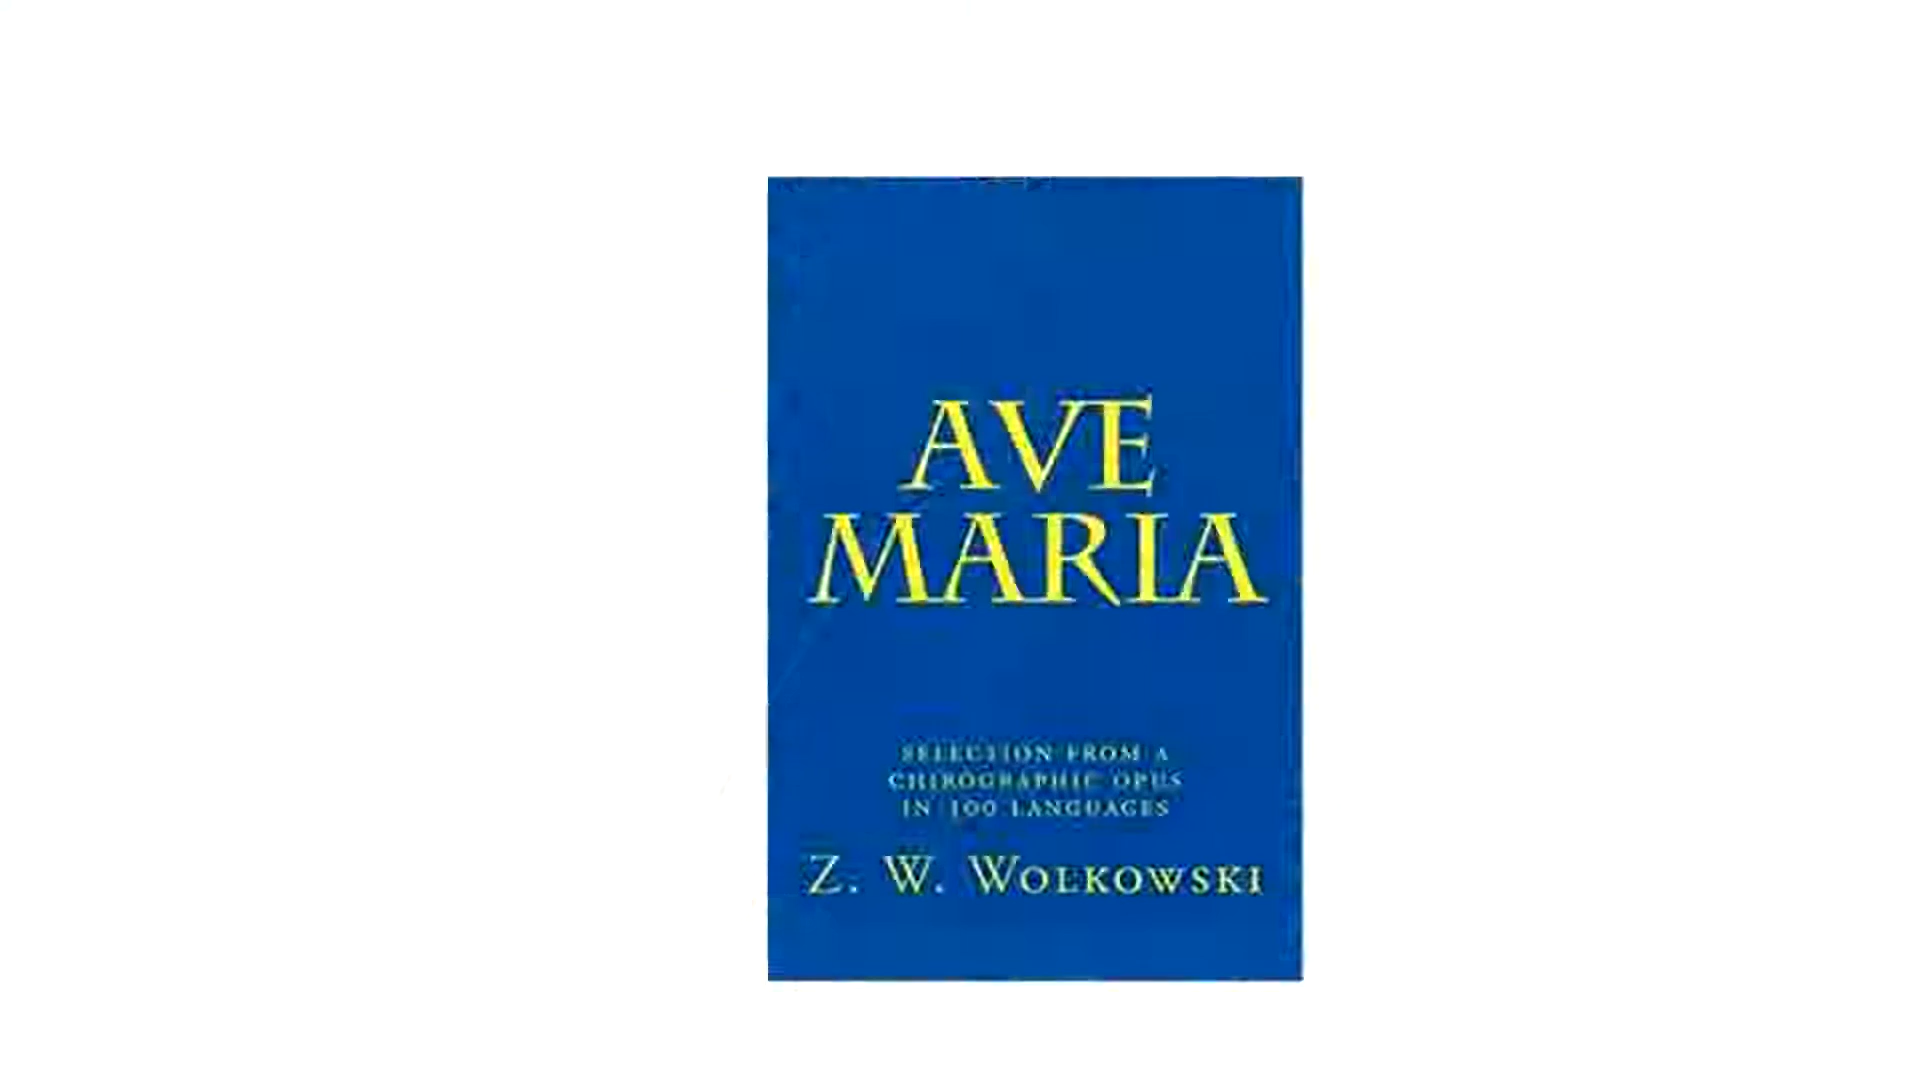 AVE
MARIA
SELECTION FROM A
CHIROGRAPHIC OPUS
IN 100 LANGUAGES
Z. W. WOLKOWSKI